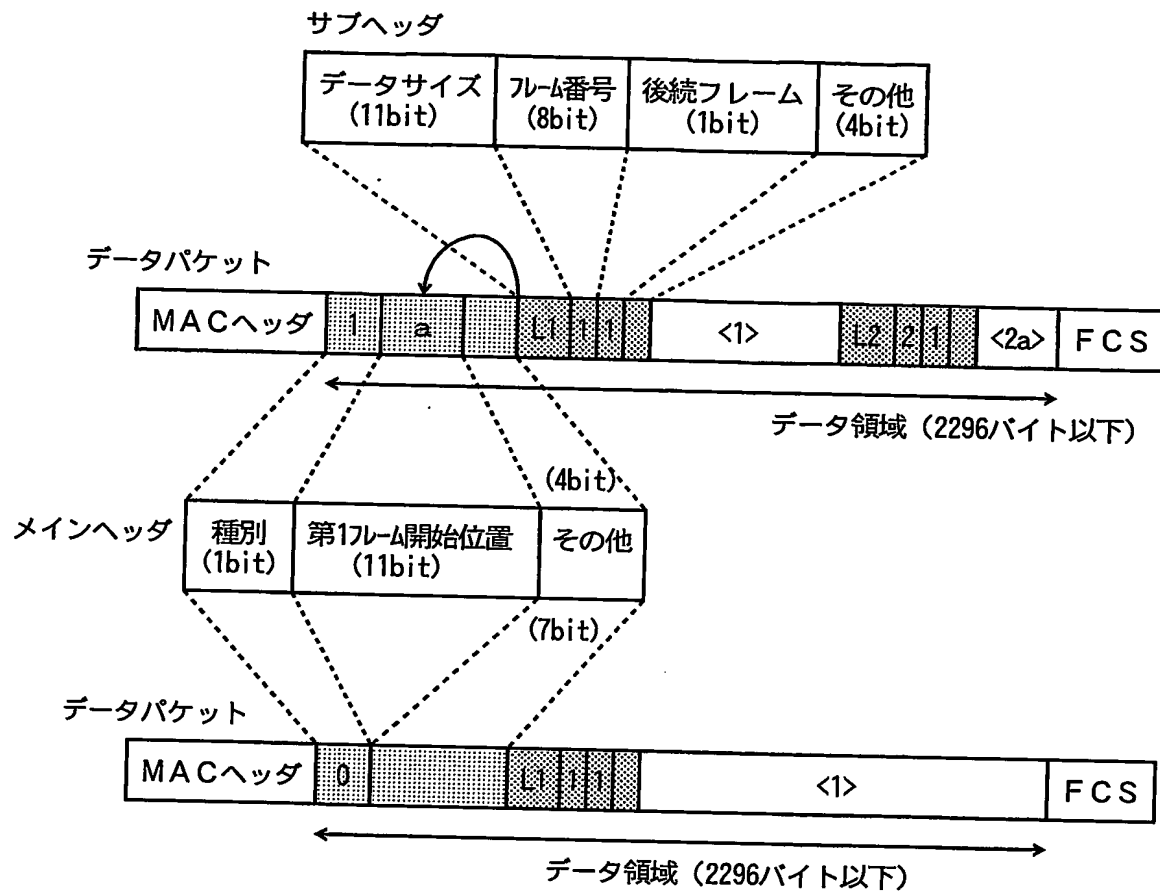 サブヘッダ
データサイズ フレーム番号 後続フレーム その他
(11bit) (8bit) (1bit) (4bit)
データパケット
MACヘッダ 1 a L1 1 1 <1> L2 2 1 <2a> FCS
データ領域(2296バイト以下)
(4bit)
メインヘッダ 種別 第1フレーム開始位置 その他
(1bit) (11bit)
(7bit)
データパケット
MACヘッダ 0 L1 1 1 <1> FCS
データ領域(2296バイト以下)